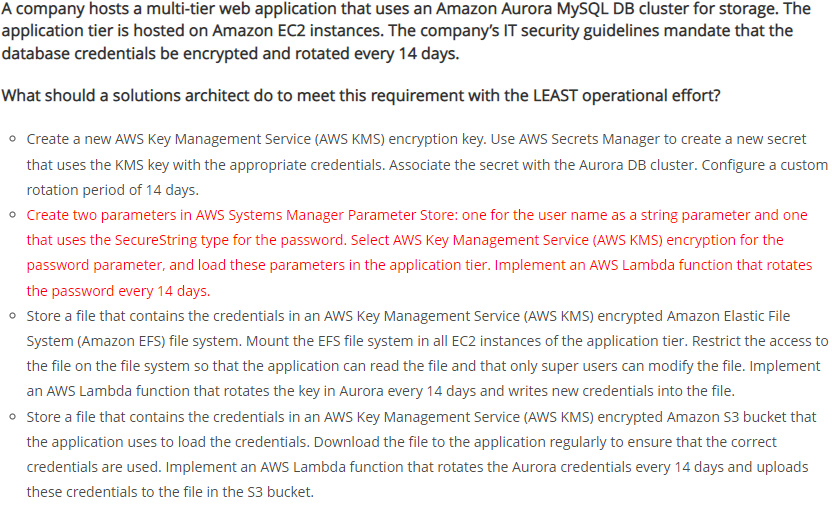 A company hosts a multi-tier web application that uses an Amazon Aurora MySQL DB cluster for storage. The
application tier is hosted on Amazon EC2 instances. The company's IT security guidelines mandate that the
database credentials be encrypted and rotated every 14 days.
What should a solutions architect do to meet this requirement with the LEAST operational effort?
Create a new AWS Key Management Service (AWS KMS) encryption key. Use AWS Secrets Manager to create a new secret
that uses the KMS key with the appropriate credentials. Associate the secret with the Aurora DB cluster. Configure a custom
rotation period of 14 days.
Create two parameters in AWS Systems Manager Parameter Store: one for the user name as a string parameter and one
that uses the SecureString type for the password. Select AWS Key Management Service (AWS KMS) encryption for the
password parameter, and load these parameters in the application tier. Implement an AWS Lambda function that rotates
the password every 14 days.
Store a file that contains the credentials in an AWS Key Management Service (AWS KMS) encrypted Amazon Elastic File
System (Amazon EFS) file system. Mount the EFS file system in all EC2 instances of the application tier. Restrict the access to
the file on the file system so that the application can read the file and that only super users can modify the file. Implement
an AWS Lambda function that rotates the key in Aurora every 14 days and writes new credentials into the file.
Store a file that contains the credentials in an AWS Key Management Service (AWS KMS) encrypted Amazon S3 bucket that
the application uses to load the credentials. Download the file to the application regularly to ensure that the correct
credentials are used. Implement an AWS Lambda function that rotates the Aurora credentials every 14 days and uploads
these credentials to the file in the S3 bucket.